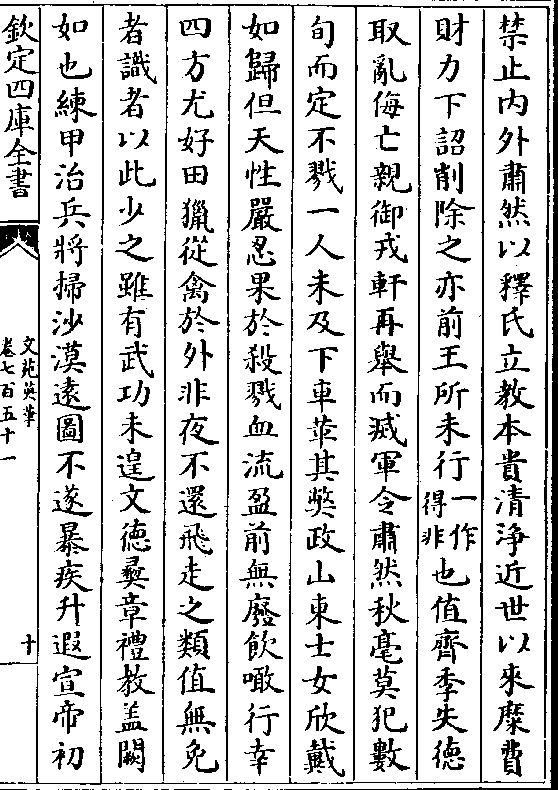 禁止内外肅然以釋氏立教本貴清浄近世以來糜費
財力下詔削除之亦前王所未行一作得非也值齊季失德
取亂侮亡親御戎軒再舉而滅軍令肅然秋毫莫犯數
旬而定不戮一人未及下車革其獘政山東士女欣戴
如歸但天性嚴忍果於殺戮血流盈前無廢飲噉行幸
四方尤好田獵從禽於外非夜不還飛走之類值無免
者識者以此少之雖有武功未遑文德彛章禮教盖闕
如也練甲治兵將掃沙漠遠圖不遂暴疾升遐宣帝初
欽定四庫全書
文苑英華
卷七百五十一
十